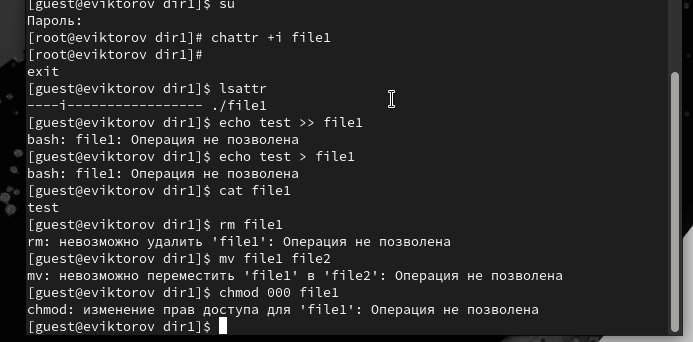 [guest@eviktorov dir1]$ su
Пароль:
[root@eviktorov dir1]# chattr +i file1
[root@eviktorov dir1]#
exit
[guest@eviktorov dir1]$ lsattr
----i----------------- ./file1
[guest@eviktorov dir1]$ echo test >> file1
bash: file1: Операция не позволена
[guest@eviktorov dir1]$ echo test > file1
bash: file1: Операция не позволена
[guest@eviktorov dir1]$ cat file1
test
[guest@eviktorov dir1]$ rm file1
rm: невозможно удалить 'file1': Операция не позволена
[guest@eviktorov dir1]$ mv file1 file2
mv: невозможно переместить 'file1' в 'file2': Операция не позволена
[guest@eviktorov dir1]$ chmod 000 file1
chmod: изменение прав доступа для 'file1': Операция не позволена
[guest@eviktorov dir1]$